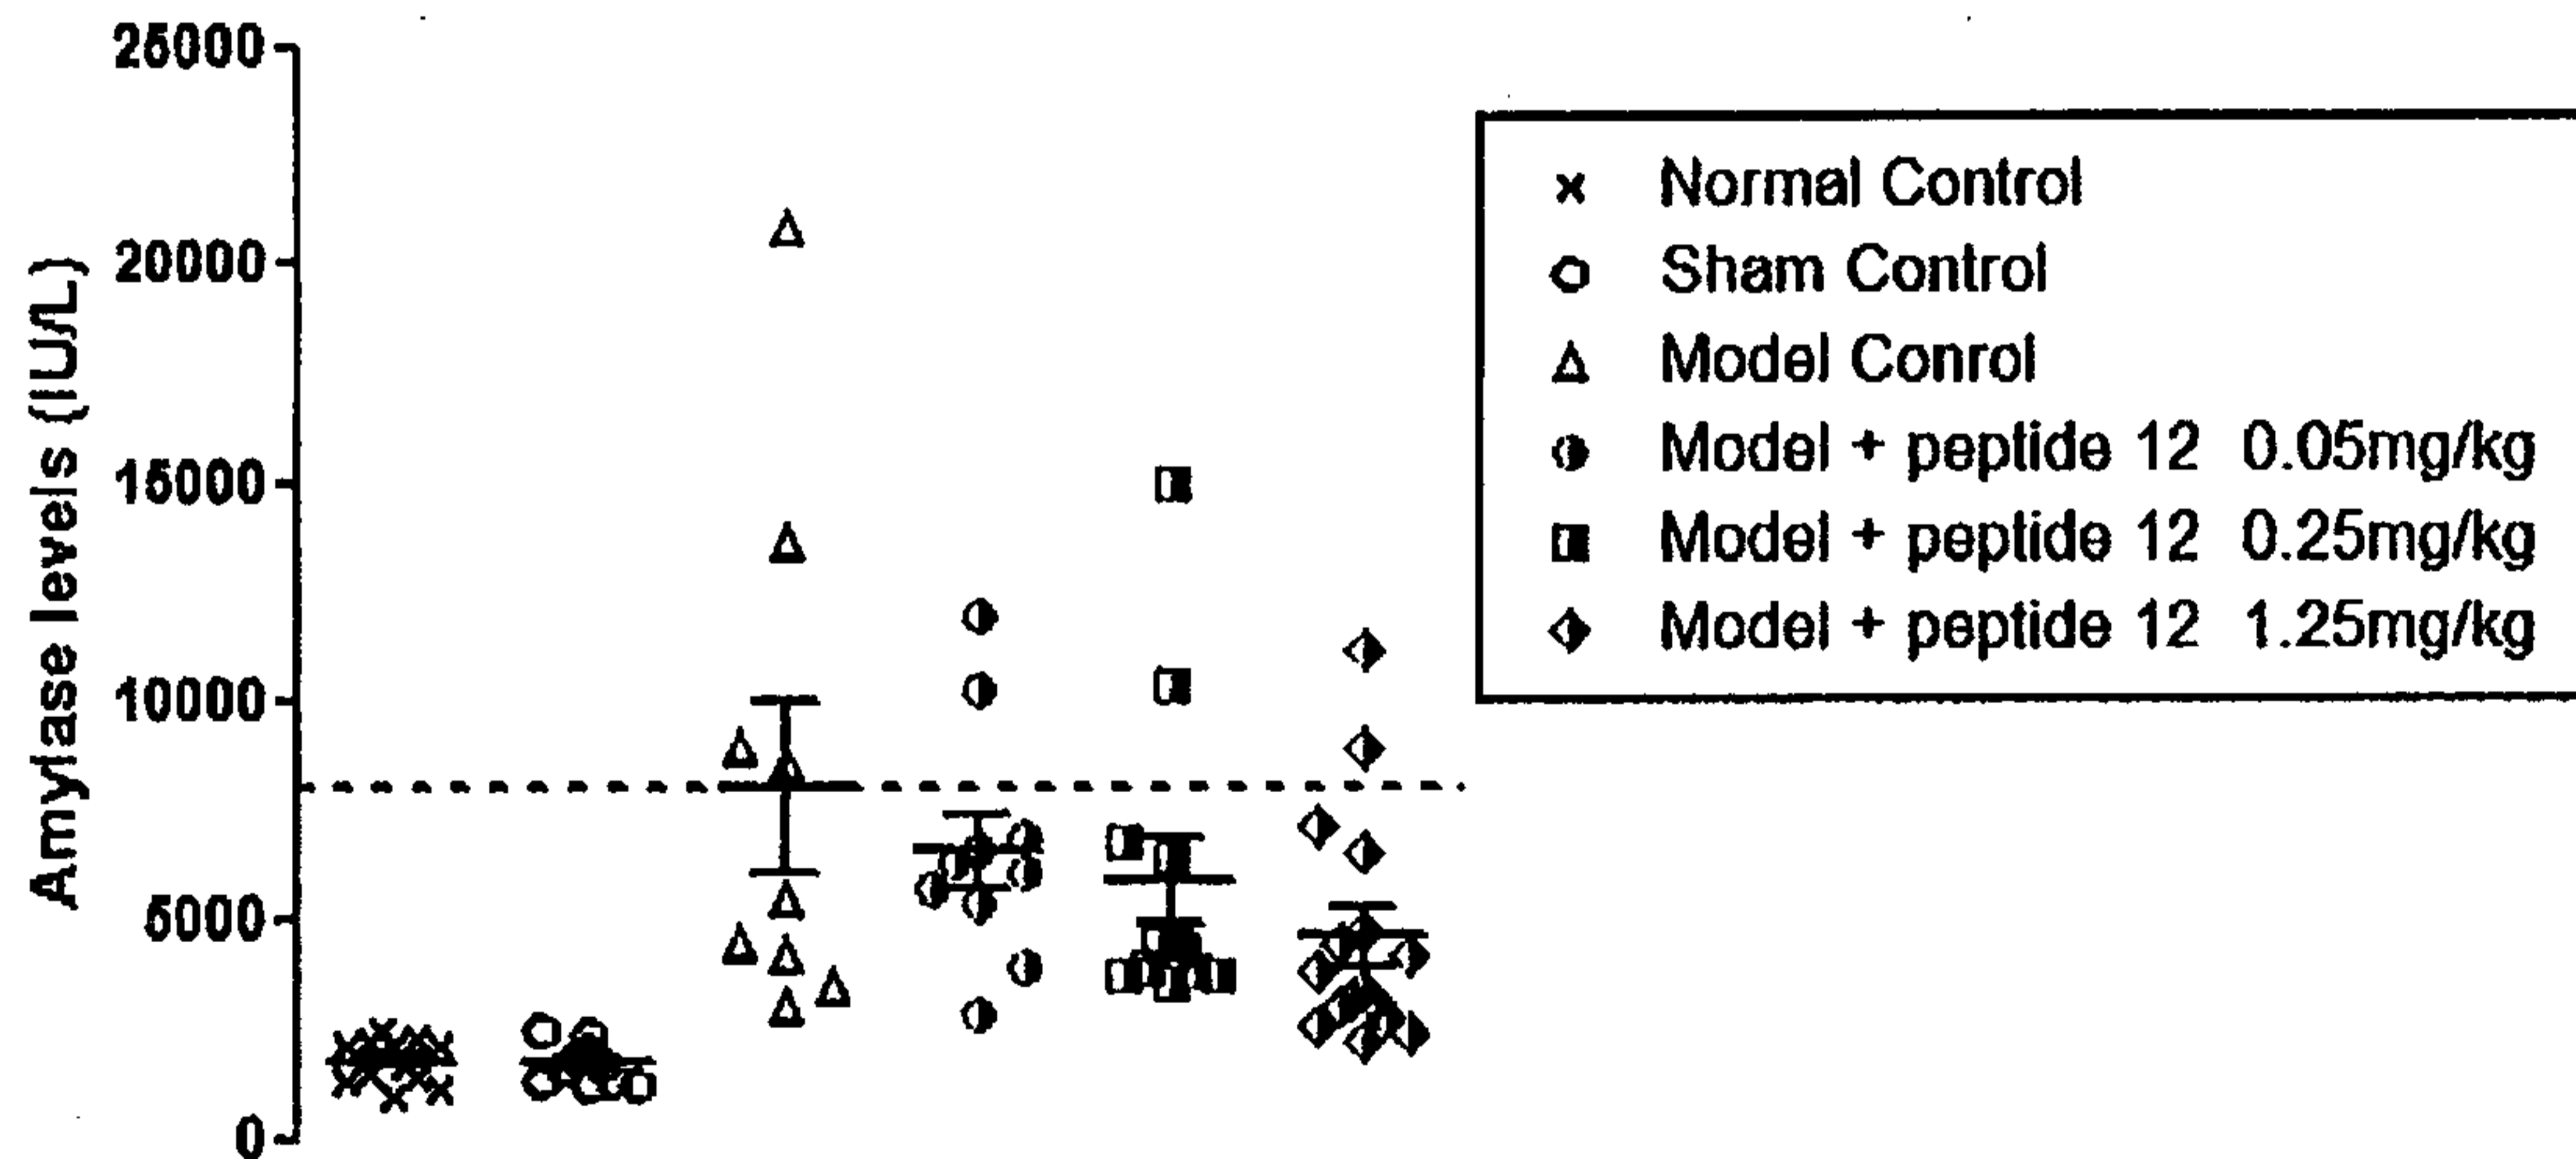 Amylase levels (IU/L)
25000
20000
15000
10000
5000
0
Normal Control
Sham Control
Model Conrol
Model + peptide 12 0.05mg/kg
Model + peptide 12 0.25mg/kg
Model + peptide 12 1.25mg/kg